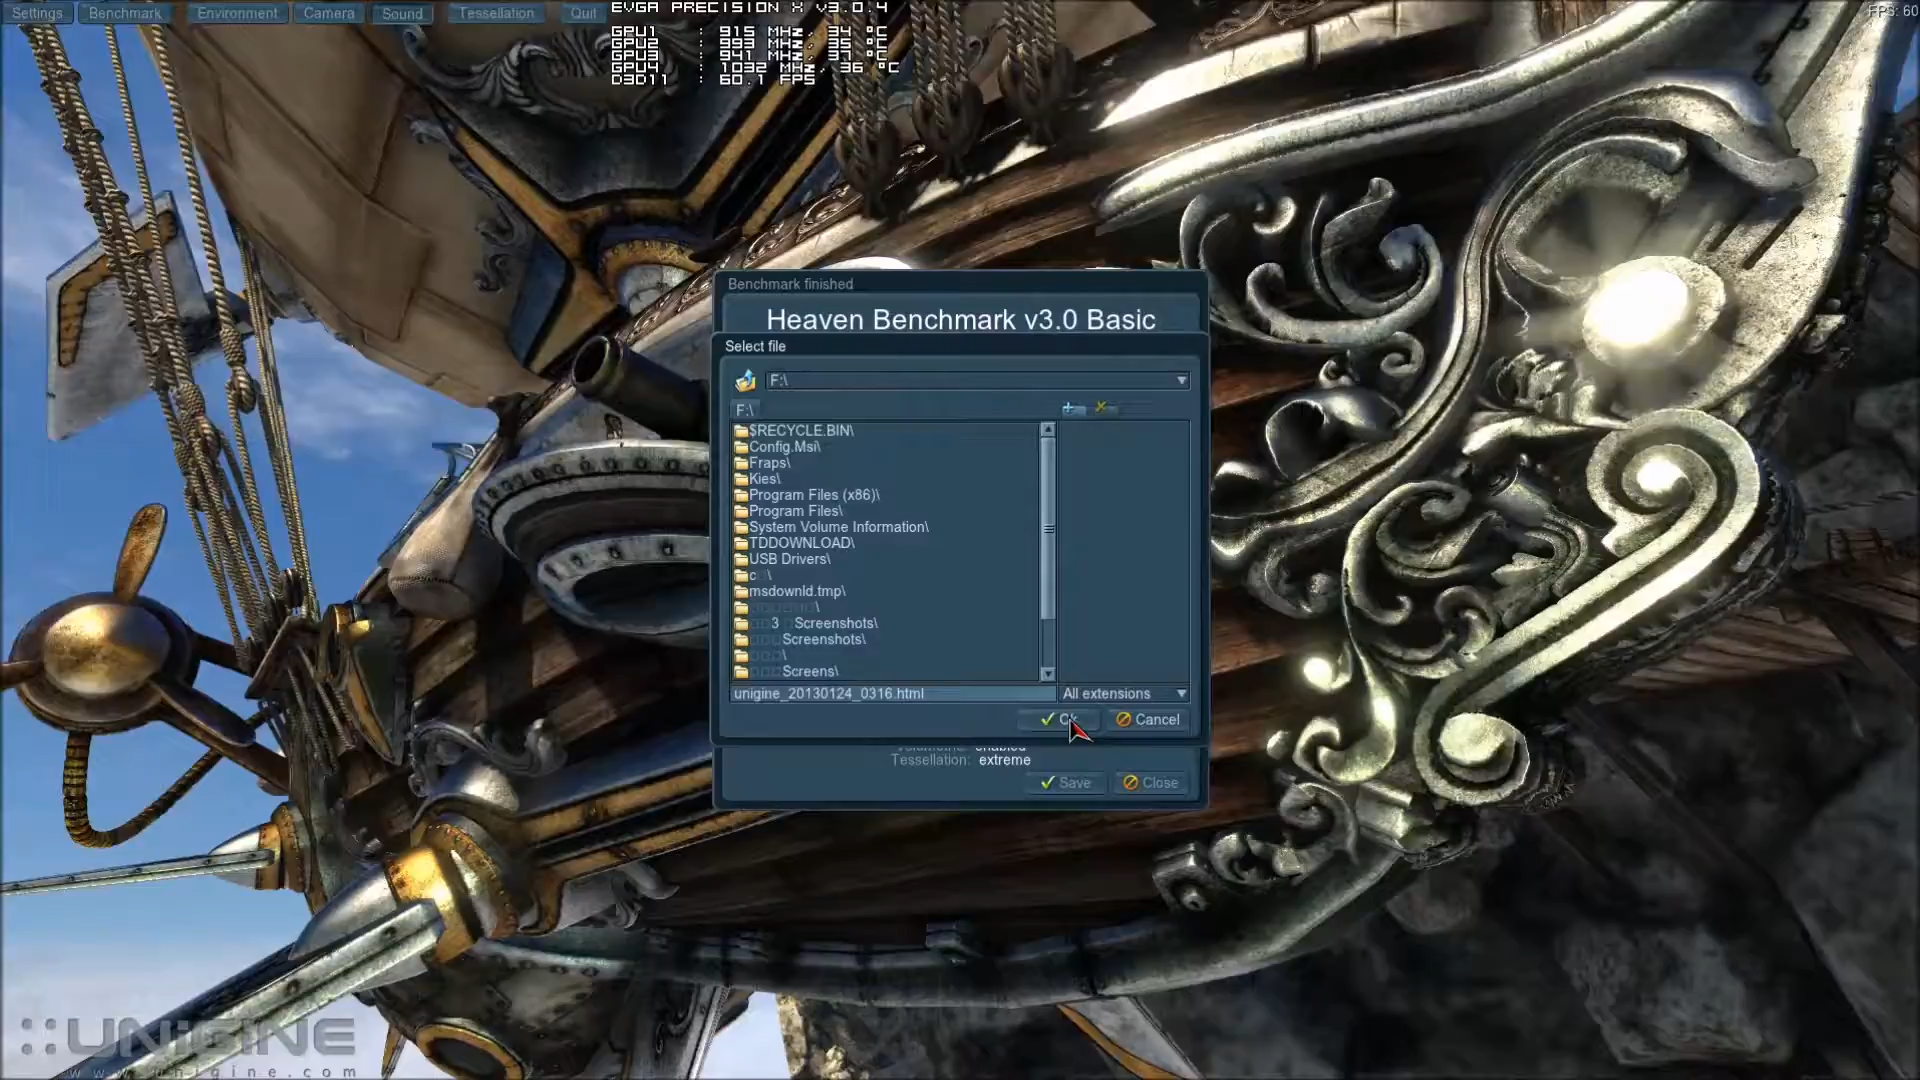 Settings Benchmark Environment Camera Sound Tessellation Quit
EVGA PRECISION X v3.0.4
FPS: 60
GPU1 : 915 MHz, 34 °C
GPU2 : 993 MHz, 35 °C
GPU3 : 941 MHz, 37 °C
GPU4 : 1032 MHz, 36 °C
D3D11 : 60.1 FPS
Benchmark finished
Heaven Benchmark v3.0 Basic
Select file
F:\
F:\
$RECYCLE.BIN\
Config.Msi\
Fraps\
Kies\
Program Files (x86)\
Program Files\
System Volume Information\
TDDOWNLOAD\
USB Drivers\
c \
msdownld.tmp\
\
3 Screenshots\
Screenshots\
\
Screens\
unigine_20130124_0316.html All extensions
Ok Cancel
Tessellation: extreme
Save Close
UNIGINE
www.unigine.com